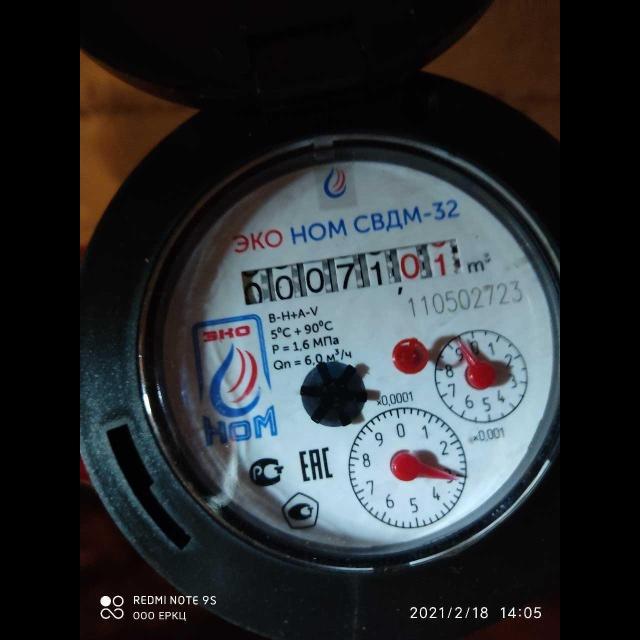 ЭКО НОМ СВДМ-32
0007101 m³
110502723
B-H+A-V
5°C + 90°C
P = 1,6 МПа
Qn = 6,0 м³/ч
ЭКО
НОМ
x0,0001
x0,001
9 0 1 2 3 4 5 6 7 8
9 0 1 2 3 4 5 6 7 8
РСТ
ЕАС
REDMI NOTE 9S
ООО ЕРКЦ
2021/2/18 14:05